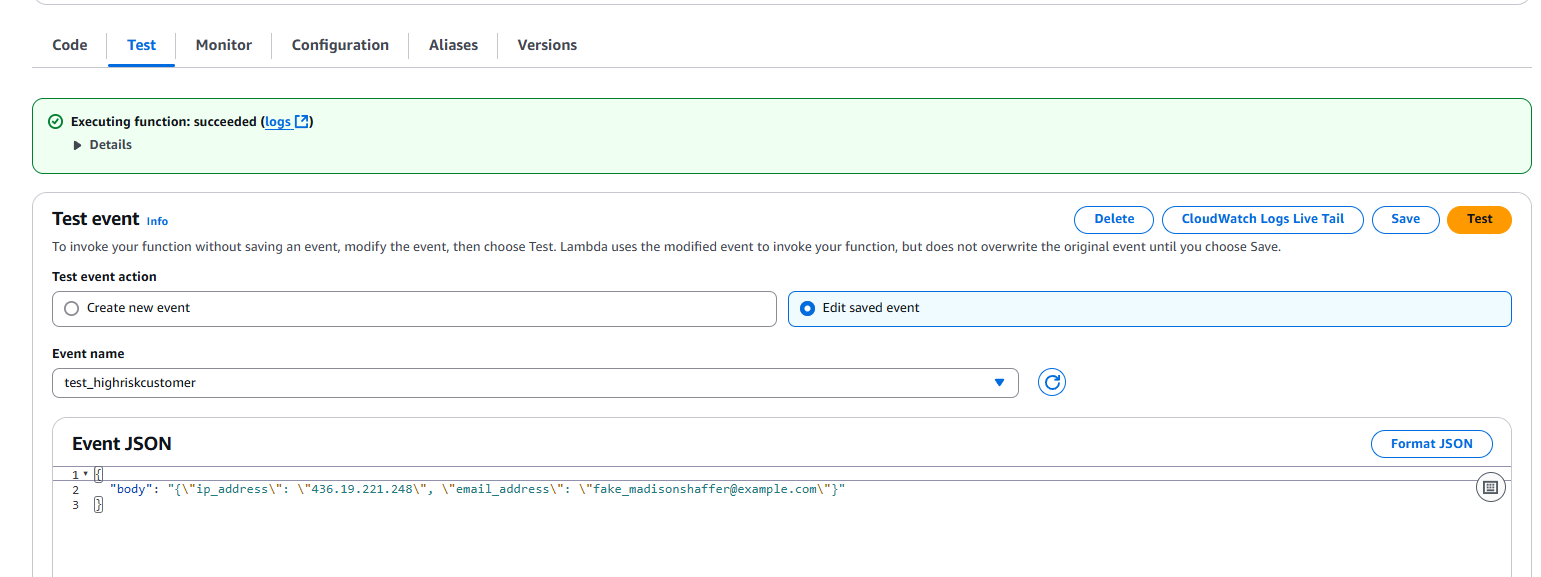 Code Test Monitor Configuration Aliases Versions
Executing function: succeeded (logs)
Details
Test event Info Delete CloudWatch Logs Live Tail Save Test
To invoke your function without saving an event, modify the event, then choose Test. Lambda uses the modified event to invoke your function, but does not overwrite the original event until you choose Save.
Test event action
Create new event Edit saved event
Event name
test_highriskcustomer
Event JSON Format JSON
1 {
2 "body": "{\"ip_address\": \"436.19.221.248\", \"email_address\": \"fake_madisonshaffer@example.com\"}"
3 }